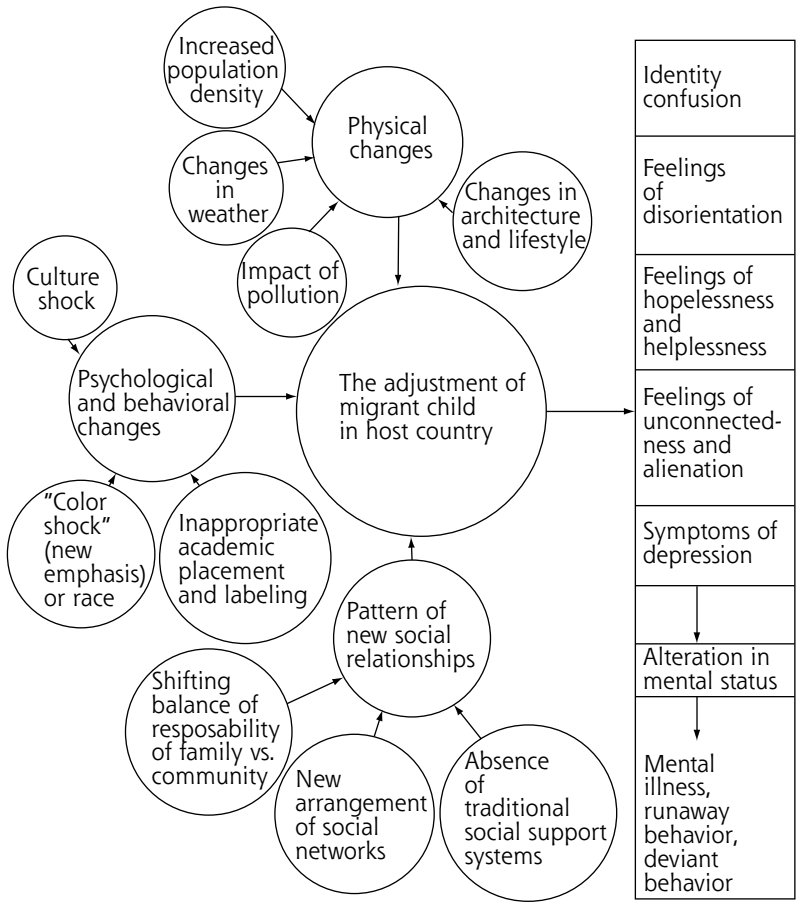 Increased
population
density
Physical
changes
Changes
in
weather
Changes in
architecture
and lifestyle
Impact of
pollution
Culture
shock
Psychological
and behavioral
changes
The adjustment of
migrant child
in host country
"Color
shock"
(new
emphasis)
or race
Inappropriate
academic
placement
and labeling
Pattern of
new social
relationships
Shifting
balance of
resposability
of family vs.
community
New
arrangement
of social
networks
Absence
of
traditional
social support
systems
Identity
confusion
Feelings
of
disorientation
Feelings of
hopelessness
and
helplessness
Feelings of
unconnected-
ness and
alienation
Symptoms of
depression
Alteration in
mental status
Mental
illness,
runaway
behavior,
deviant
behavior